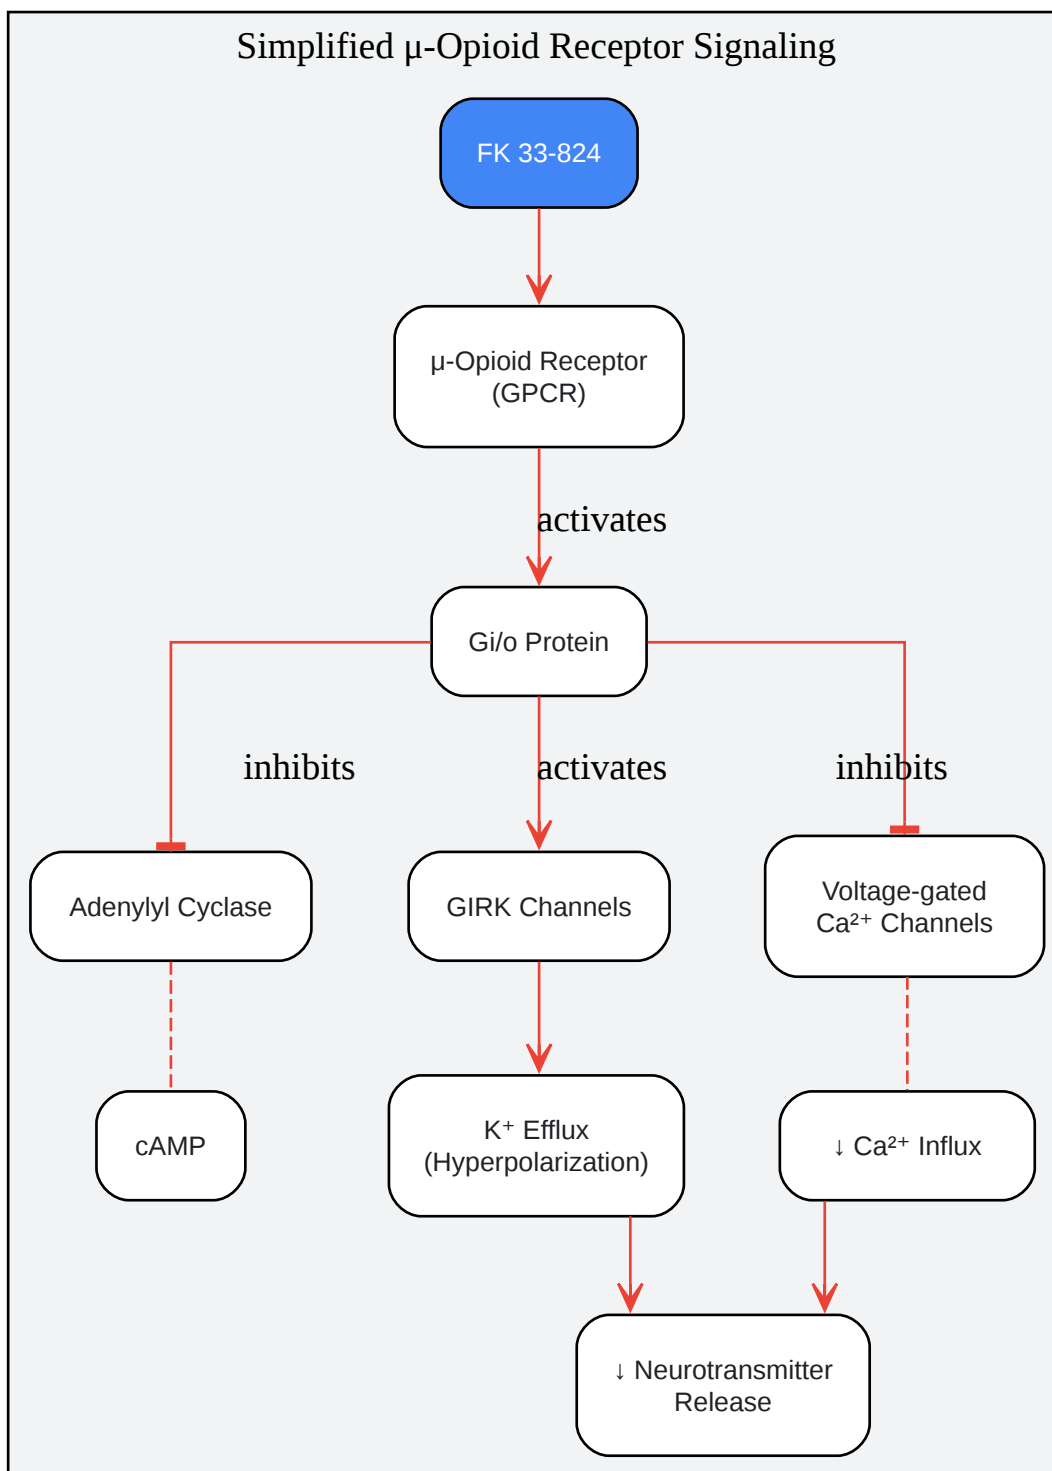 Simplified μ-Opioid Receptor Signaling
FK 33-824
μ-Opioid Receptor
(GPCR)
activates
Gi/o Protein
inhibits
activates
inhibits
Adenylyl Cyclase
GIRK Channels
Voltage-gated
Ca²⁺ Channels
cAMP
K⁺ Efflux
(Hyperpolarization)
↓ Ca²⁺ Influx
↓ Neurotransmitter
Release